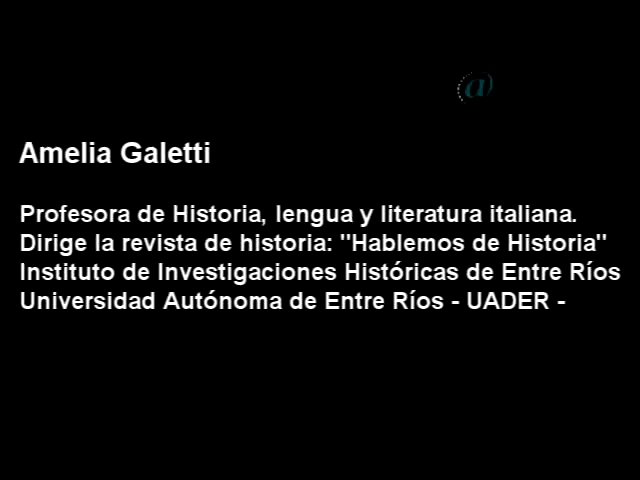 @
Amelia Galetti
Profesora de Historia, lengua y literatura italiana.
Dirige la revista de historia: "Hablemos de Historia"
Instituto de Investigaciones Históricas de Entre Ríos
Universidad Autónoma de Entre Ríos - UADER -